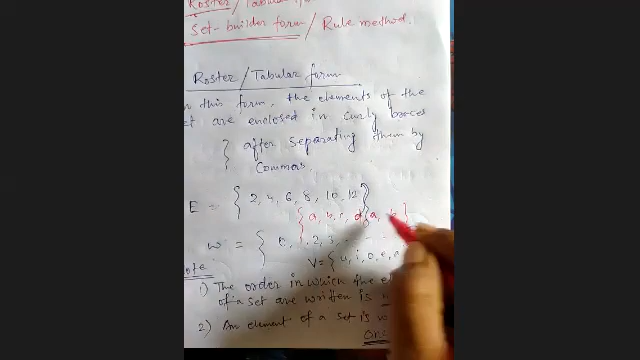 Roster/Tabular
Set-builder form / Rule method.
Roster/Tabular form
this form, the elements of the
are enclosed in curly braces
} after separating them by
commas
E = { 2, 4, 6, 8, 10, 12}
{ a, b, c, d, a,
W = { 0, 1, 2, 3,
V = { u, i, o, e, a
Note
1) The order in which the
of a set are written is
2) An element of a set is